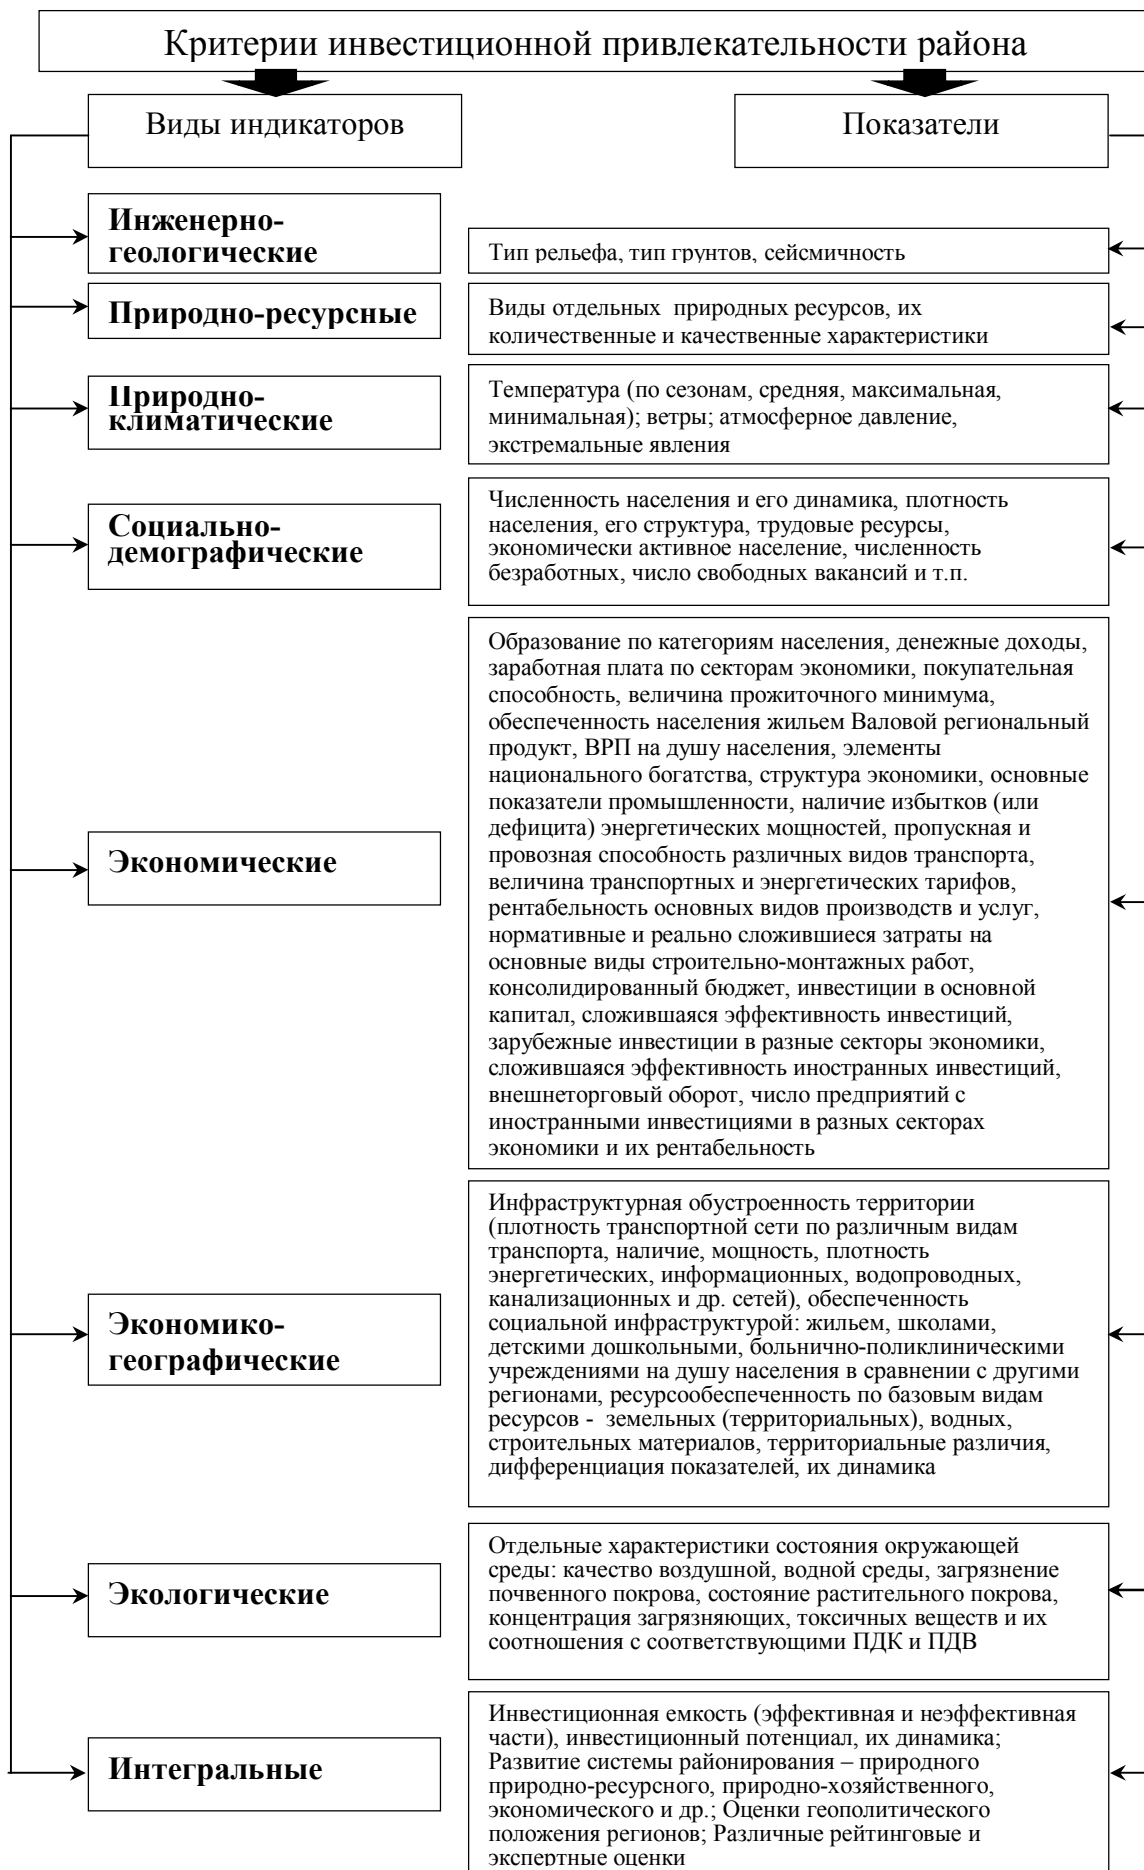 Критерии инвестиционной привлекательности района
Виды индикаторов
Показатели
Инженерно-
геологические
Тип рельефа, тип грунтов, сейсмичность
Природно-ресурсные
Виды отдельных  природных ресурсов, их
количественные и качественные характеристики
Природно-
климатические
Температура (по сезонам, средняя, максимальная,
минимальная); ветры; атмосферное давление,
экстремальные явления
Социально-
демографические
Численность населения и его динамика, плотность
населения, его структура, трудовые ресурсы,
экономически активное население, численность
безработных, число свободных вакансий и т.п.
Экономические
Образование по категориям населения, денежные доходы,
заработная плата по секторам экономики, покупательная
способность, величина прожиточного минимума,
обеспеченность населения жильем Валовой региональный
продукт, ВРП на душу населения, элементы
национального богатства, структура экономики, основные
показатели промышленности, наличие избытков (или
дефицита) энергетических мощностей, пропускная и
провозная способность различных видов транспорта,
величина транспортных и энергетических тарифов,
рентабельность основных видов производств и услуг,
нормативные и реально сложившиеся затраты на
основные виды строительно-монтажных работ,
консолидированный бюджет, инвестиции в основной
капитал, сложившаяся эффективность инвестиций,
зарубежные инвестиции в разные секторы экономики,
сложившаяся эффективность иностранных инвестиций,
внешнеторговый оборот, число предприятий с
иностранными инвестициями в разных секторах
экономики и их рентабельность
Экономико-
географические
Инфраструктурная обустроенность территории
(плотность транспортной сети по различным видам
транспорта, наличие, мощность, плотность
энергетических, информационных, водопроводных,
канализационных и др. сетей), обеспеченность
социальной инфраструктурой: жильем, школами,
детскими дошкольными, больнично-поликлиническими
учреждениями на душу населения в сравнении с другими
регионами, ресурсообеспеченность по базовым видам
ресурсов -  земельных (территориальных), водных,
строительных материалов, территориальные различия,
дифференциация показателей, их динамика
Экологические
Отдельные характеристики состояния окружающей
среды: качество воздушной, водной среды, загрязнение
почвенного покрова, состояние растительного покрова,
концентрация загрязняющих, токсичных веществ и их
соотношения с соответствующими ПДК и ПДВ
Интегральные
Инвестиционная емкость (эффективная и неэффективная
части), инвестиционный потенциал, их динамика;
Развитие системы районирования – природного
природно-ресурсного, природно-хозяйственного,
экономического и др.; Оценки геополитического
положения регионов; Различные рейтинговые и
экспертные оценки